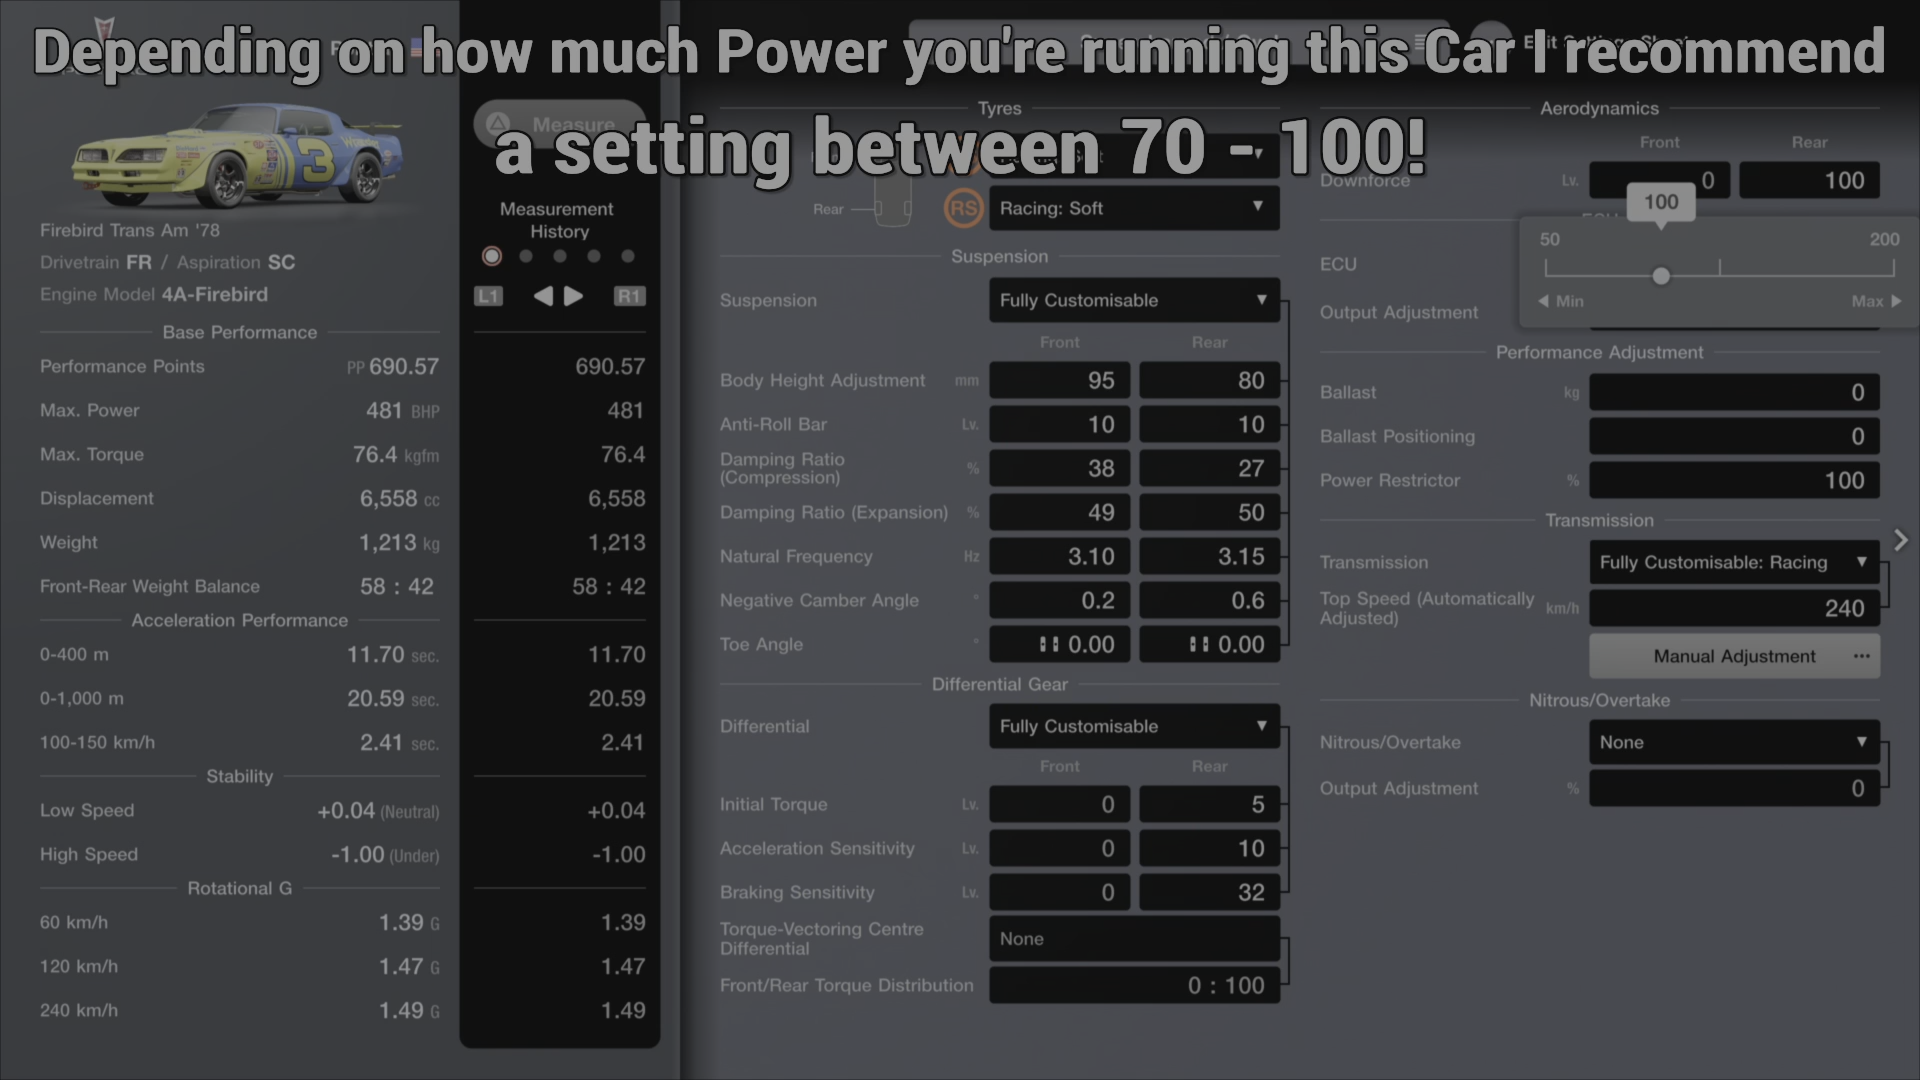 Depending on how much Power you're running this Car I recommend
a setting between 70 - 100!
Measure
Firebird Trans Am '78
Drivetrain FR / Aspiration SC
Engine Model 4A-Firebird
Base Performance
Performance Points PP 690.57
Max. Power 481 BHP
Max. Torque 76.4 kgfm
Displacement 6,558 cc
Weight 1,213 kg
Front-Rear Weight Balance 58 : 42
Acceleration Performance
0-400 m 11.70 sec.
0-1,000 m 20.59 sec.
100-150 km/h 2.41 sec.
Stability
Low Speed +0.04 (Neutral)
High Speed -1.00 (Under)
Rotational G
60 km/h 1.39 G
120 km/h 1.47 G
240 km/h 1.49 G
Measurement
History
L1 R1
690.57
481
76.4
6,558
1,213
58 : 42
11.70
20.59
2.41
+0.04
-1.00
1.39
1.47
1.49
Tyres
Rear RS Racing: Soft
Suspension
Suspension Fully Customisable
Front Rear
Body Height Adjustment mm 95 80
Anti-Roll Bar Lv. 10 10
Damping Ratio
(Compression) % 38 27
Damping Ratio (Expansion) % 49 50
Natural Frequency Hz 3.10 3.15
Negative Camber Angle ° 0.2 0.6
Toe Angle ° 0.00 0.00
Differential Gear
Differential Fully Customisable
Front Rear
Initial Torque Lv. 0 5
Acceleration Sensitivity Lv. 0 10
Braking Sensitivity Lv. 0 32
Torque-Vectoring Centre
Differential None
Front/Rear Torque Distribution 0 : 100
Aerodynamics
Front Rear
Downforce Lv. 0 100
100
50 200
Min Max
ECU
Output Adjustment
Performance Adjustment
Ballast kg 0
Ballast Positioning 0
Power Restrictor % 100
Transmission
Transmission Fully Customisable: Racing
Top Speed (Automatically
Adjusted) km/h 240
Manual Adjustment
Nitrous/Overtake
Nitrous/Overtake None
Output Adjustment % 0